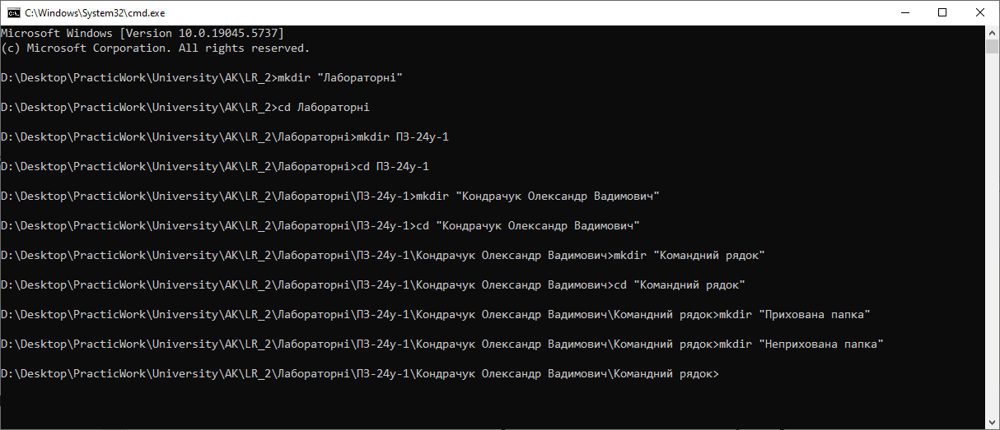 C:\Windows\System32\cmd.exe
Microsoft Windows [Version 10.0.19045.5737]
(c) Microsoft Corporation. All rights reserved.
D:\Desktop\PracticWork\University\AK\LR_2>mkdir "Лабораторні"
D:\Desktop\PracticWork\University\AK\LR_2>cd Лабораторні
D:\Desktop\PracticWork\University\AK\LR_2\Лабораторні>mkdir ПЗ-24у-1
D:\Desktop\PracticWork\University\AK\LR_2\Лабораторні>cd ПЗ-24у-1
D:\Desktop\PracticWork\University\AK\LR_2\Лабораторні\ПЗ-24у-1>mkdir "Кондрачук Олександр Вадимович"
D:\Desktop\PracticWork\University\AK\LR_2\Лабораторні\ПЗ-24у-1>cd "Кондрачук Олександр Вадимович"
D:\Desktop\PracticWork\University\AK\LR_2\Лабораторні\ПЗ-24у-1\Кондрачук Олександр Вадимович>mkdir "Командний рядок"
D:\Desktop\PracticWork\University\AK\LR_2\Лабораторні\ПЗ-24у-1\Кондрачук Олександр Вадимович>cd "Командний рядок"
D:\Desktop\PracticWork\University\AK\LR_2\Лабораторні\ПЗ-24у-1\Кондрачук Олександр Вадимович\Командний рядок>mkdir "Прихована папка"
D:\Desktop\PracticWork\University\AK\LR_2\Лабораторні\ПЗ-24у-1\Кондрачук Олександр Вадимович\Командний рядок>mkdir "Неприхована папка"
D:\Desktop\PracticWork\University\AK\LR_2\Лабораторні\ПЗ-24у-1\Кондрачук Олександр Вадимович\Командний рядок>